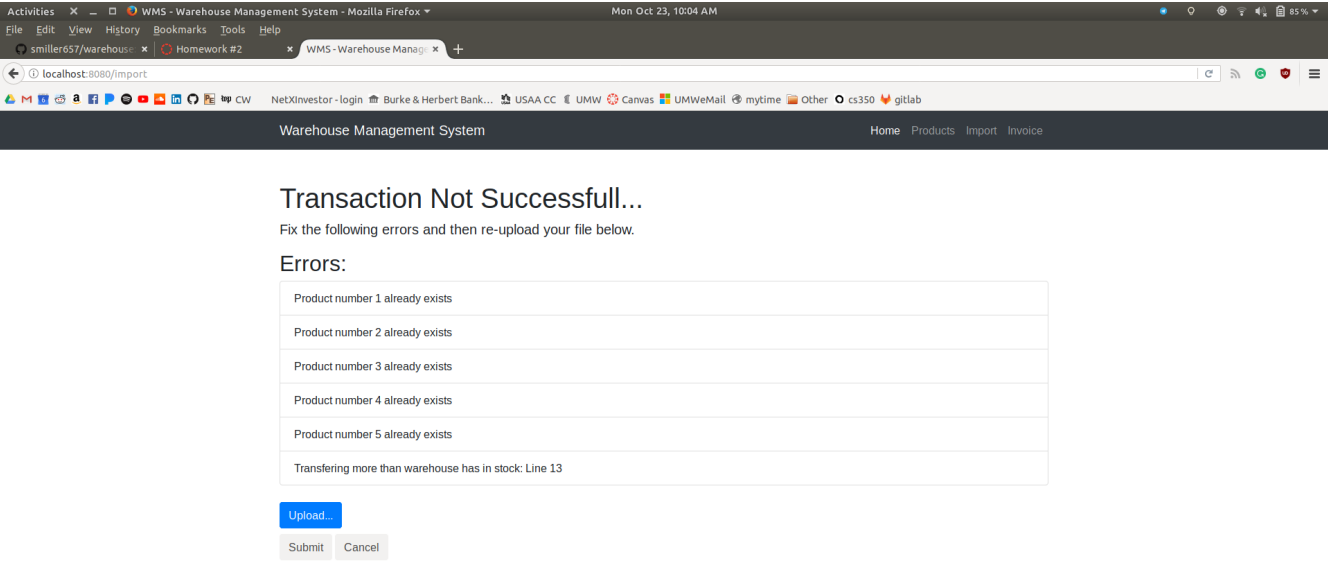 Activities WMS - Warehouse Management System - Mozilla Firefox Mon Oct 23, 10:04 AM 85 %
File Edit View History Bookmarks Tools Help
smiller657/warehouse Homework #2 WMS - Warehouse Manag
localhost:8080/import
CW NetXInvestor - login Burke & Herbert Bank... USAA CC UMW Canvas UMWeMail mytime Other cs350 gitlab
Warehouse Management System Home Products Import Invoice
Transaction Not Successfull...
Fix the following errors and then re-upload your file below.
Errors:
Product number 1 already exists
Product number 2 already exists
Product number 3 already exists
Product number 4 already exists
Product number 5 already exists
Transfering more than warehouse has in stock: Line 13
Upload...
Submit Cancel